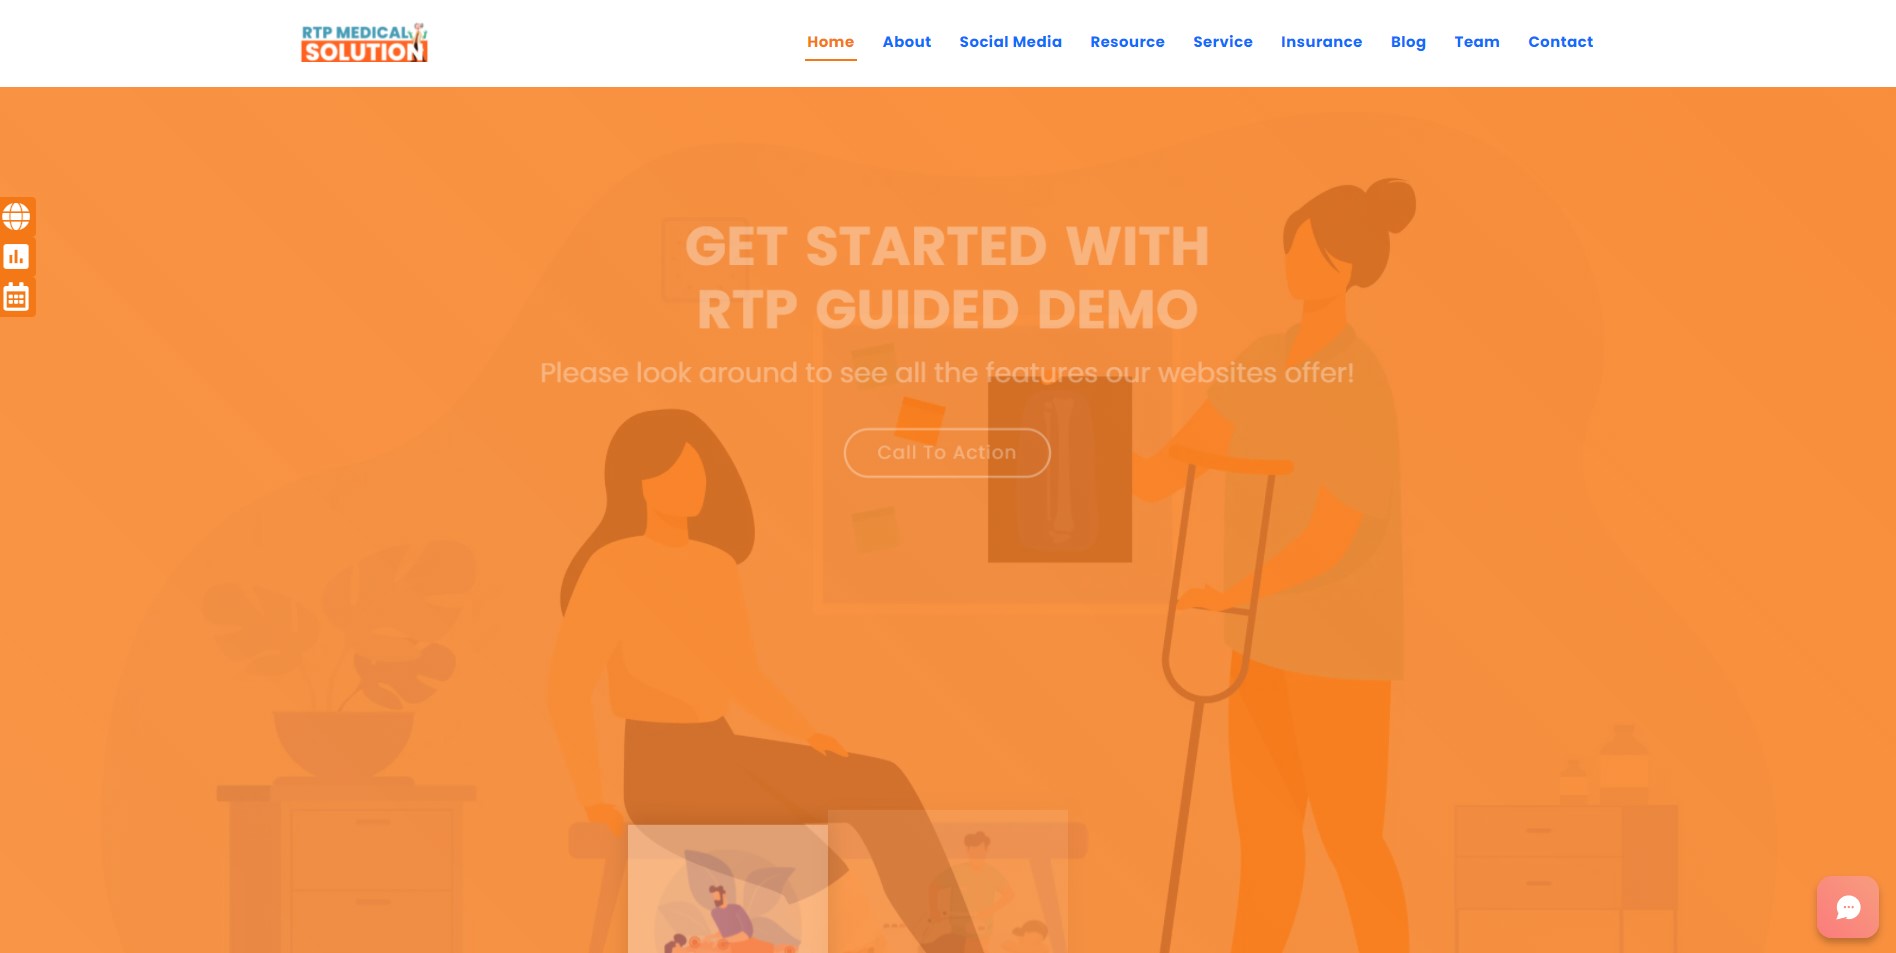 RTP MEDICAL
SOLUTION
Home About Social Media Resource Service Insurance Blog Team Contact
GET STARTED WITH
RTP GUIDED DEMO
Please look around to see all the features our websites offer!
Call To Action